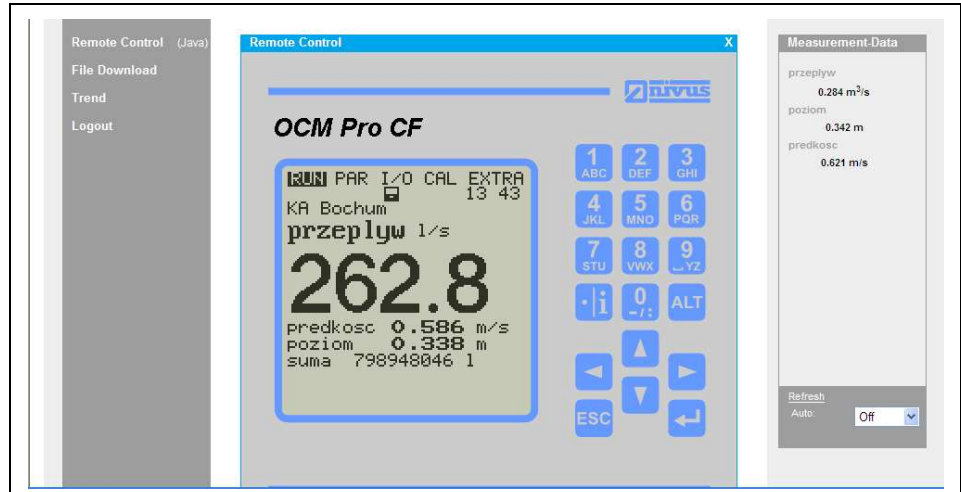 Remote Control (Java)
File Download
Trend
Logout
Remote Control X
nivus
OCM Pro CF
RUN PAR I/O CAL EXTRA
13 43
KA Bochum
przeplyw l/s
262.8
predkosc 0.586 m/s
poziom 0.338 m
suma 798948046 l
1 ABC
2 DEF
3 GHI
4 JKL
5 MNO
6 PQR
7 STU
8 VWX
9 ␣YZ
·|i
0 –/:
ALT
ESC
Measurement-Data
przeplyw
0.284 m³/s
poziom
0.342 m
predkosc
0.621 m/s
Refresh
Auto: Off